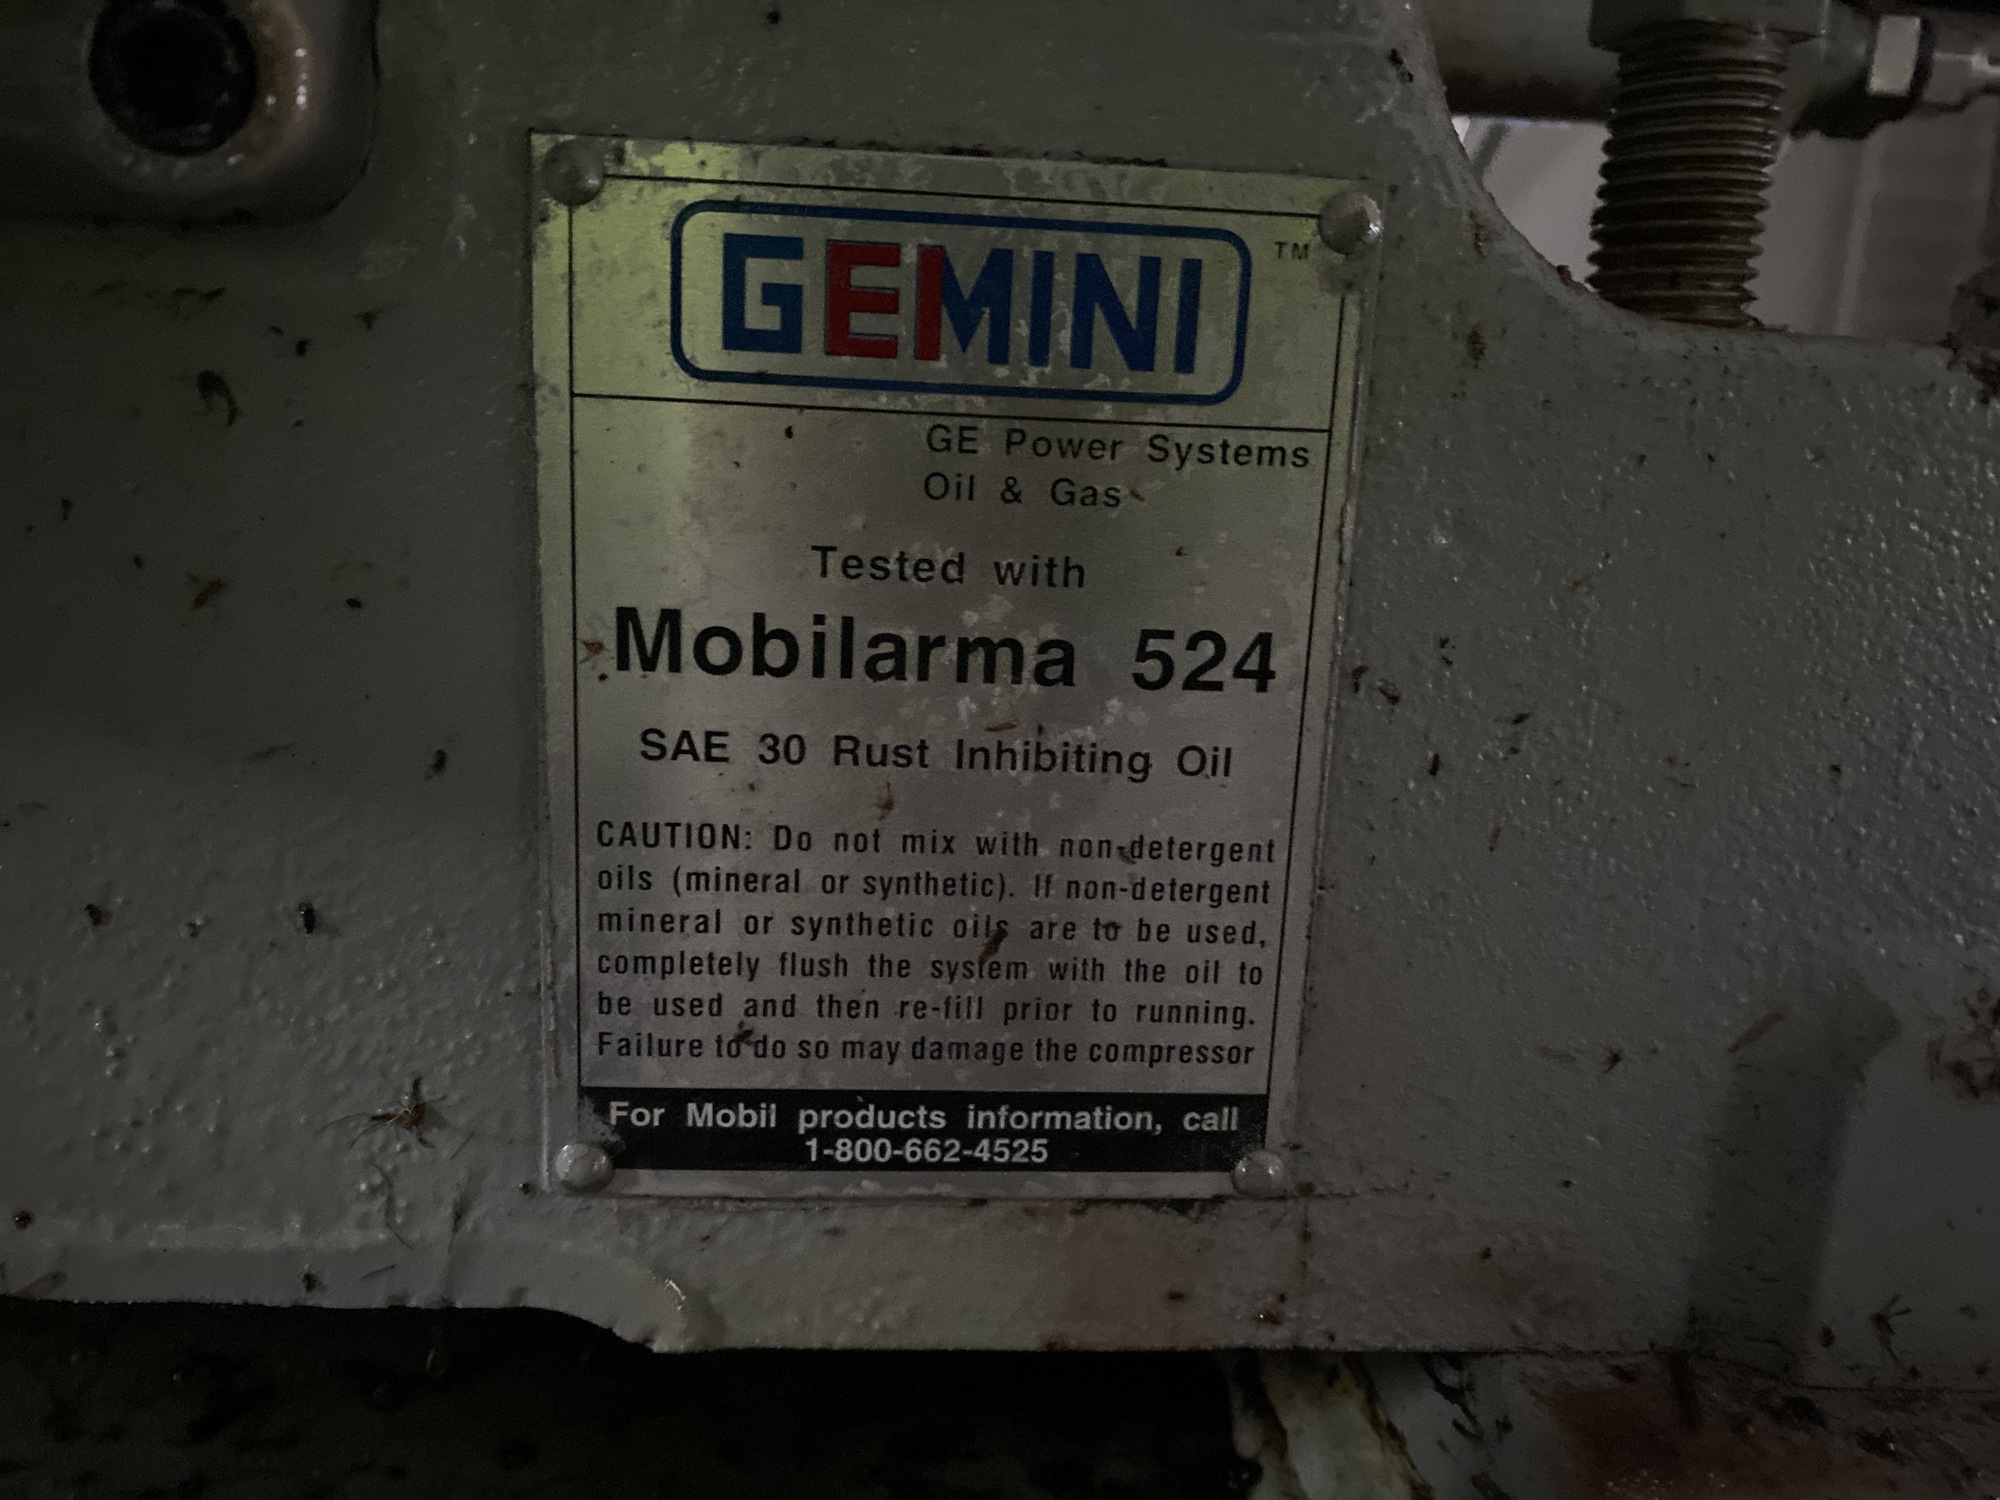 GEMINI TM
GE Power Systems
Oil & Gas
Tested with
Mobilarma 524
SAE 30 Rust Inhibiting Oil
CAUTION: Do not mix with non-detergent
oils (mineral or synthetic). If non-detergent
mineral or synthetic oils are to be used,
completely flush the system with the oil to
be used and then re-fill prior to running.
Failure to do so may damage the compressor
For Mobil products information, call
1-800-662-4525